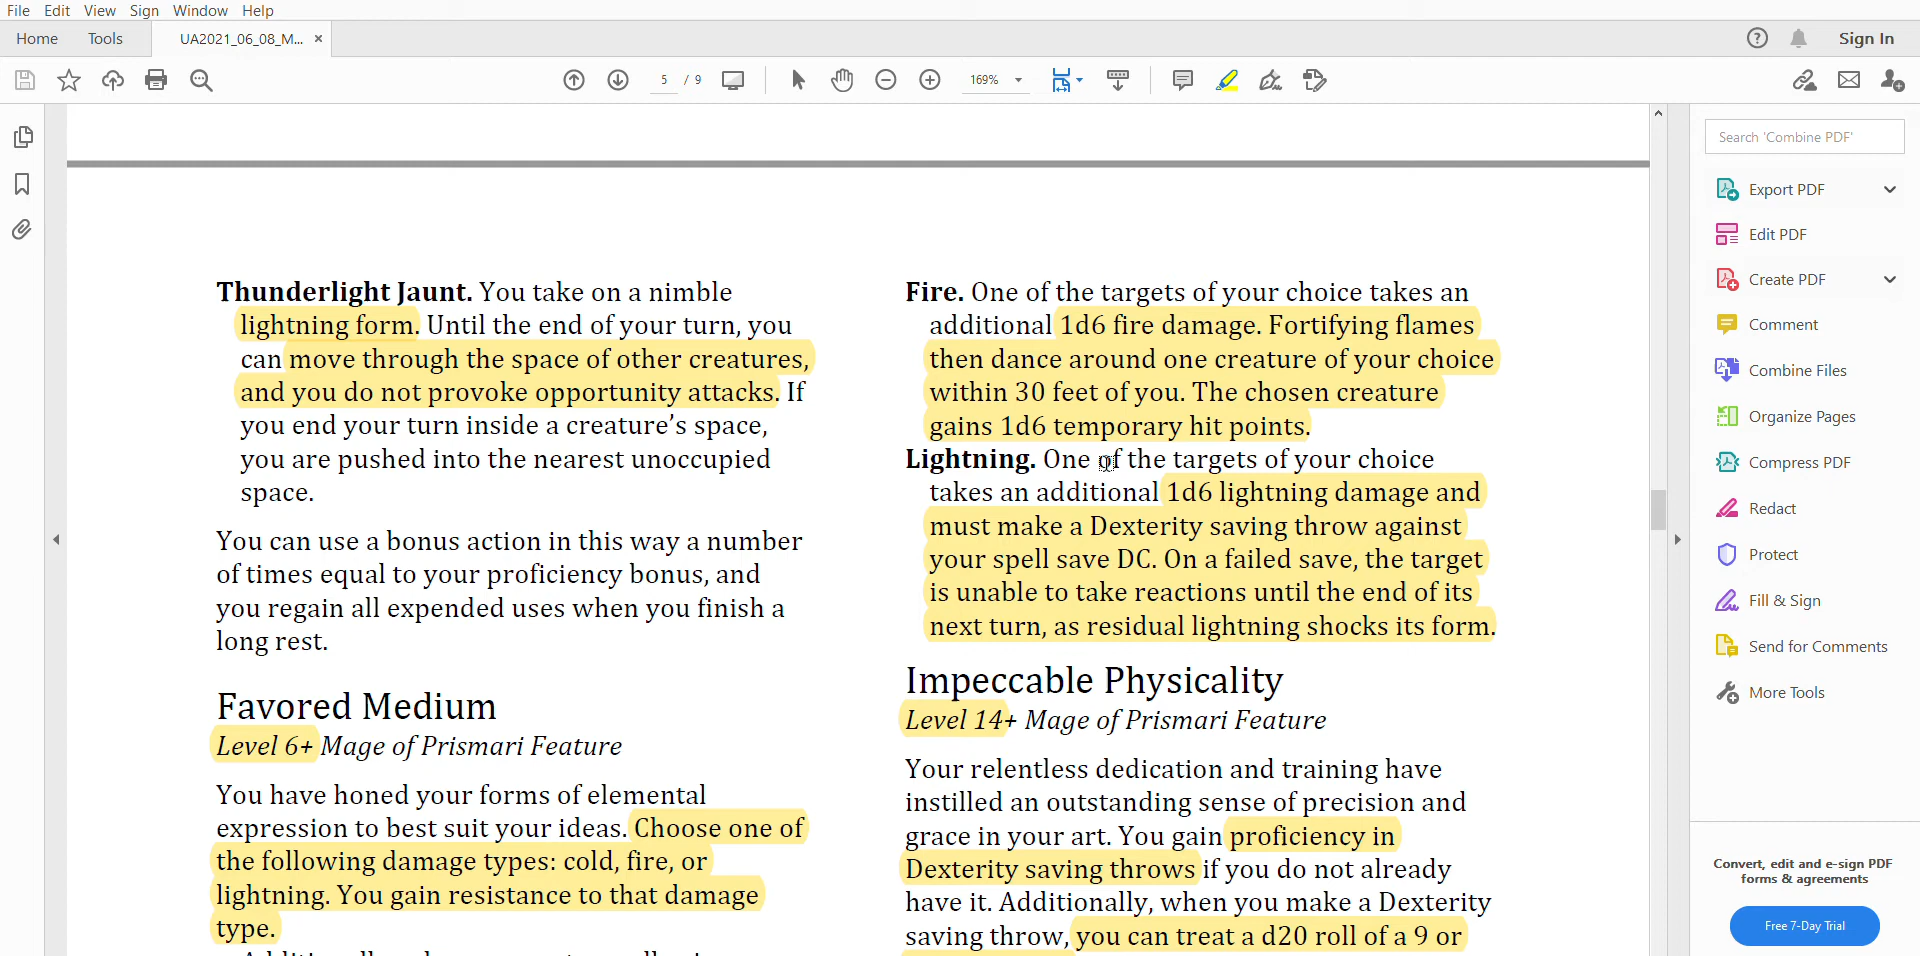 File Edit View Sign Window Help
Home Tools UA2021_06_08_M... × Sign In
5 / 9 169%
Thunderlight Jaunt. You take on a nimble
lightning form. Until the end of your turn, you
can move through the space of other creatures,
and you do not provoke opportunity attacks. If
you end your turn inside a creature’s space,
you are pushed into the nearest unoccupied
space.
You can use a bonus action in this way a number
of times equal to your proficiency bonus, and
you regain all expended uses when you finish a
long rest.
Favored Medium
Level 6+ Mage of Prismari Feature
You have honed your forms of elemental
expression to best suit your ideas. Choose one of
the following damage types: cold, fire, or
lightning. You gain resistance to that damage
type.
Fire. One of the targets of your choice takes an
additional 1d6 fire damage. Fortifying flames
then dance around one creature of your choice
within 30 feet of you. The chosen creature
gains 1d6 temporary hit points.
Lightning. One of the targets of your choice
takes an additional 1d6 lightning damage and
must make a Dexterity saving throw against
your spell save DC. On a failed save, the target
is unable to take reactions until the end of its
next turn, as residual lightning shocks its form.
Impeccable Physicality
Level 14+ Mage of Prismari Feature
Your relentless dedication and training have
instilled an outstanding sense of precision and
grace in your art. You gain proficiency in
Dexterity saving throws if you do not already
have it. Additionally, when you make a Dexterity
saving throw, you can treat a d20 roll of a 9 or
Search 'Combine PDF'
Export PDF
Edit PDF
Create PDF
Comment
Combine Files
Organize Pages
Compress PDF
Redact
Protect
Fill & Sign
Send for Comments
More Tools
Convert, edit and e-sign PDF
forms & agreements
Free 7-Day Trial